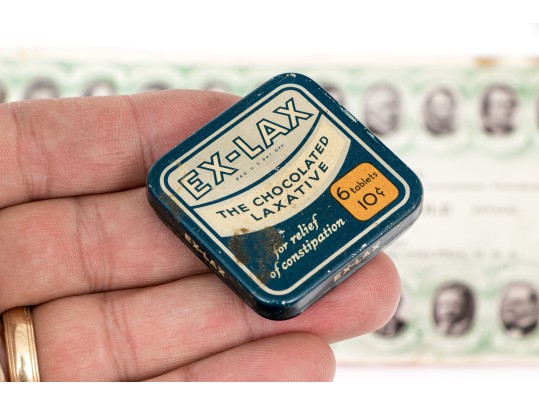 EX-LAX
REG. U.S. PAT. OFF.
THE CHOCOLATED
LAXATIVE
6 tablets
10¢
for relief
of constipation
EX-LAX
EX-LAX